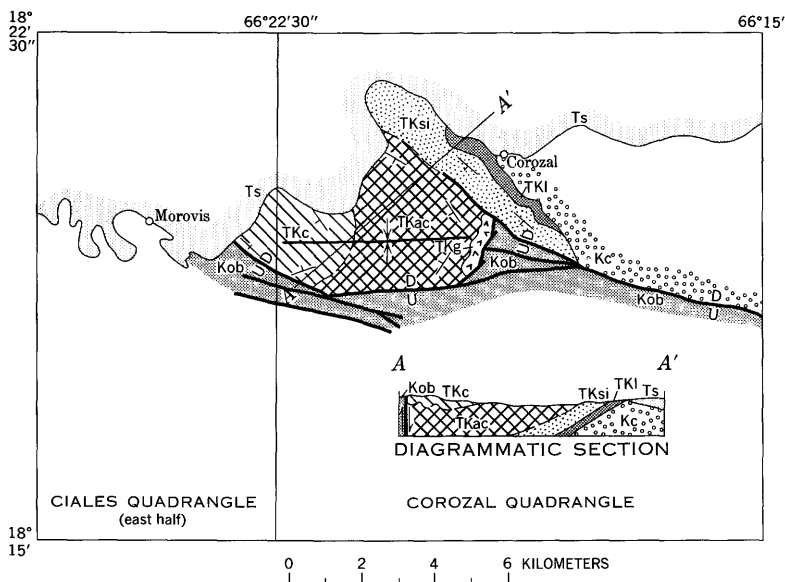 18°
22'
30"
66°22'30"
66°15'
A'
Ts
TKsi
Corozal
TKl
Ts
Morovis
TKc
TKac
TKg
Kc
Kob
U D
Kob
U D
A
D
U
Kob
D
U
A
A'
Kob
TKc
TKsi
TKl
Ts
TKac
Kc
DIAGRAMMATIC SECTION
CIALES QUADRANGLE
(east half)
COROZAL QUADRANGLE
18°
15'
0 2 4 6 KILOMETERS